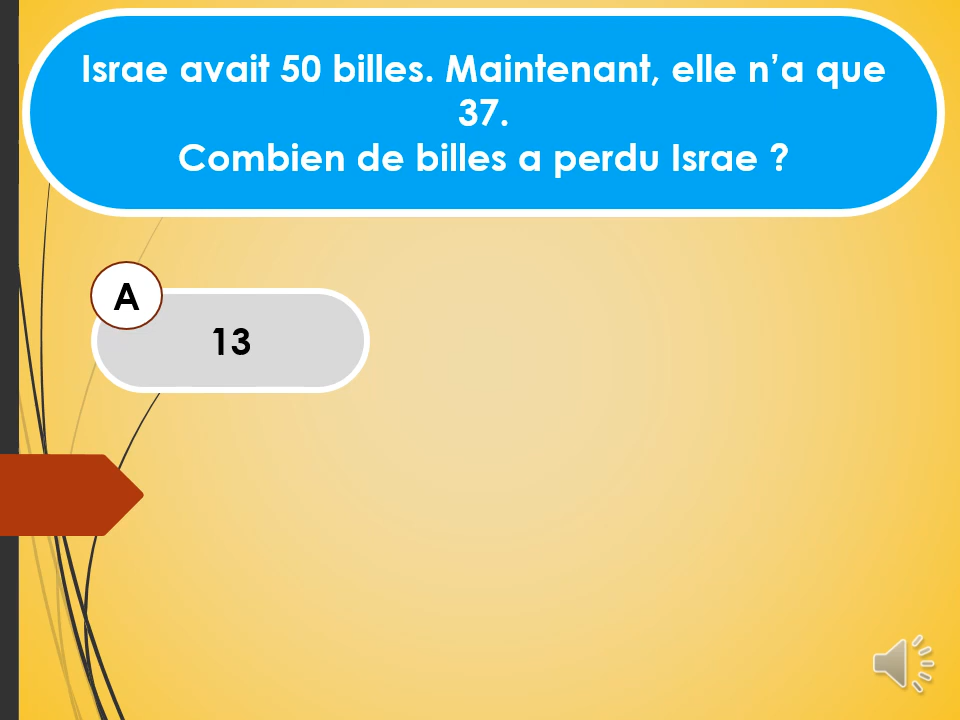 Israe avait 50 billes. Maintenant, elle n’a que
37.
Combien de billes a perdu Israe ?
A
13